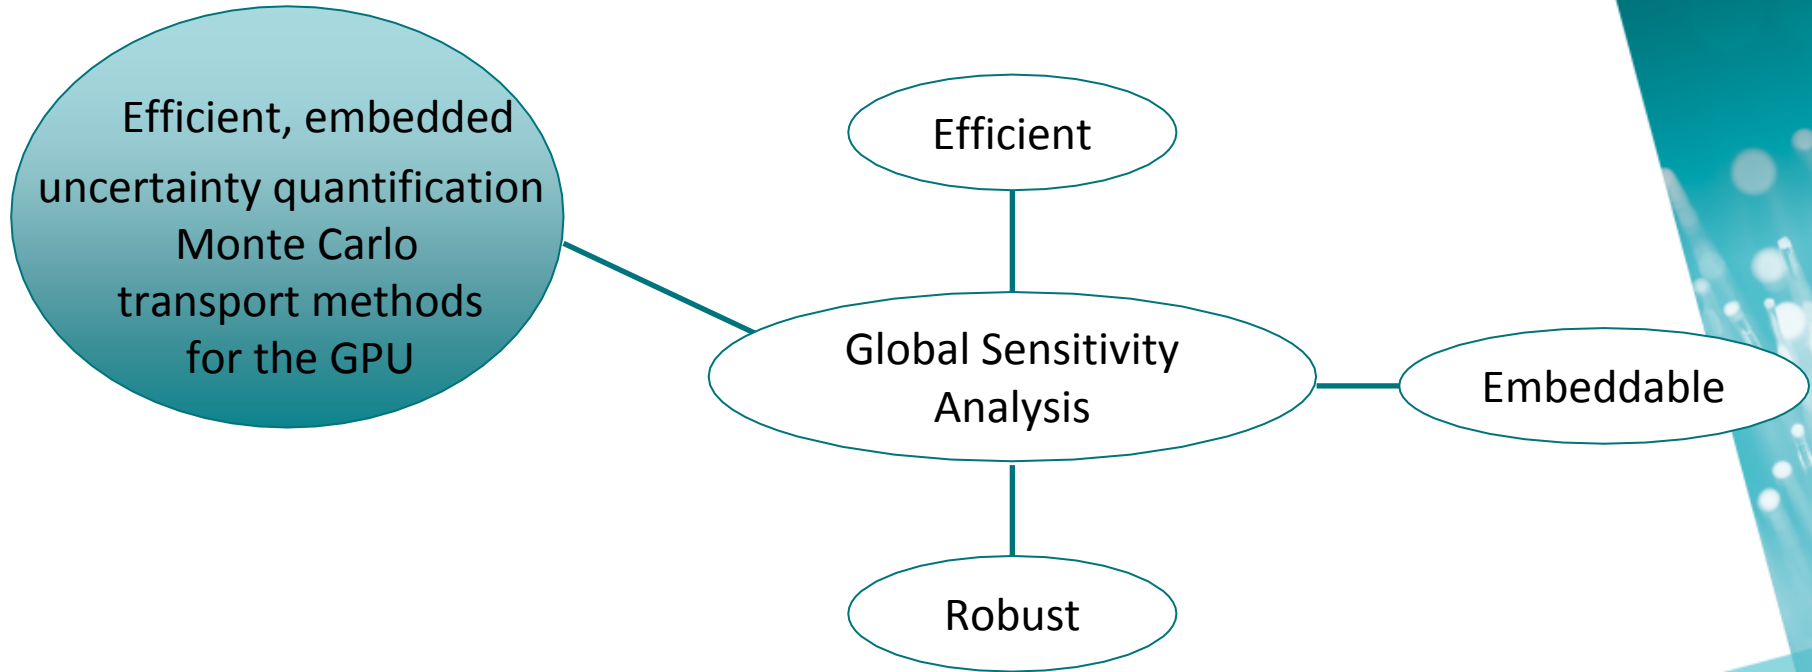 Efficient, embedded
uncertainty quantification
Monte Carlo
transport methods
for the GPU
Efficient
Global Sensitivity
Analysis
Embeddable
Robust